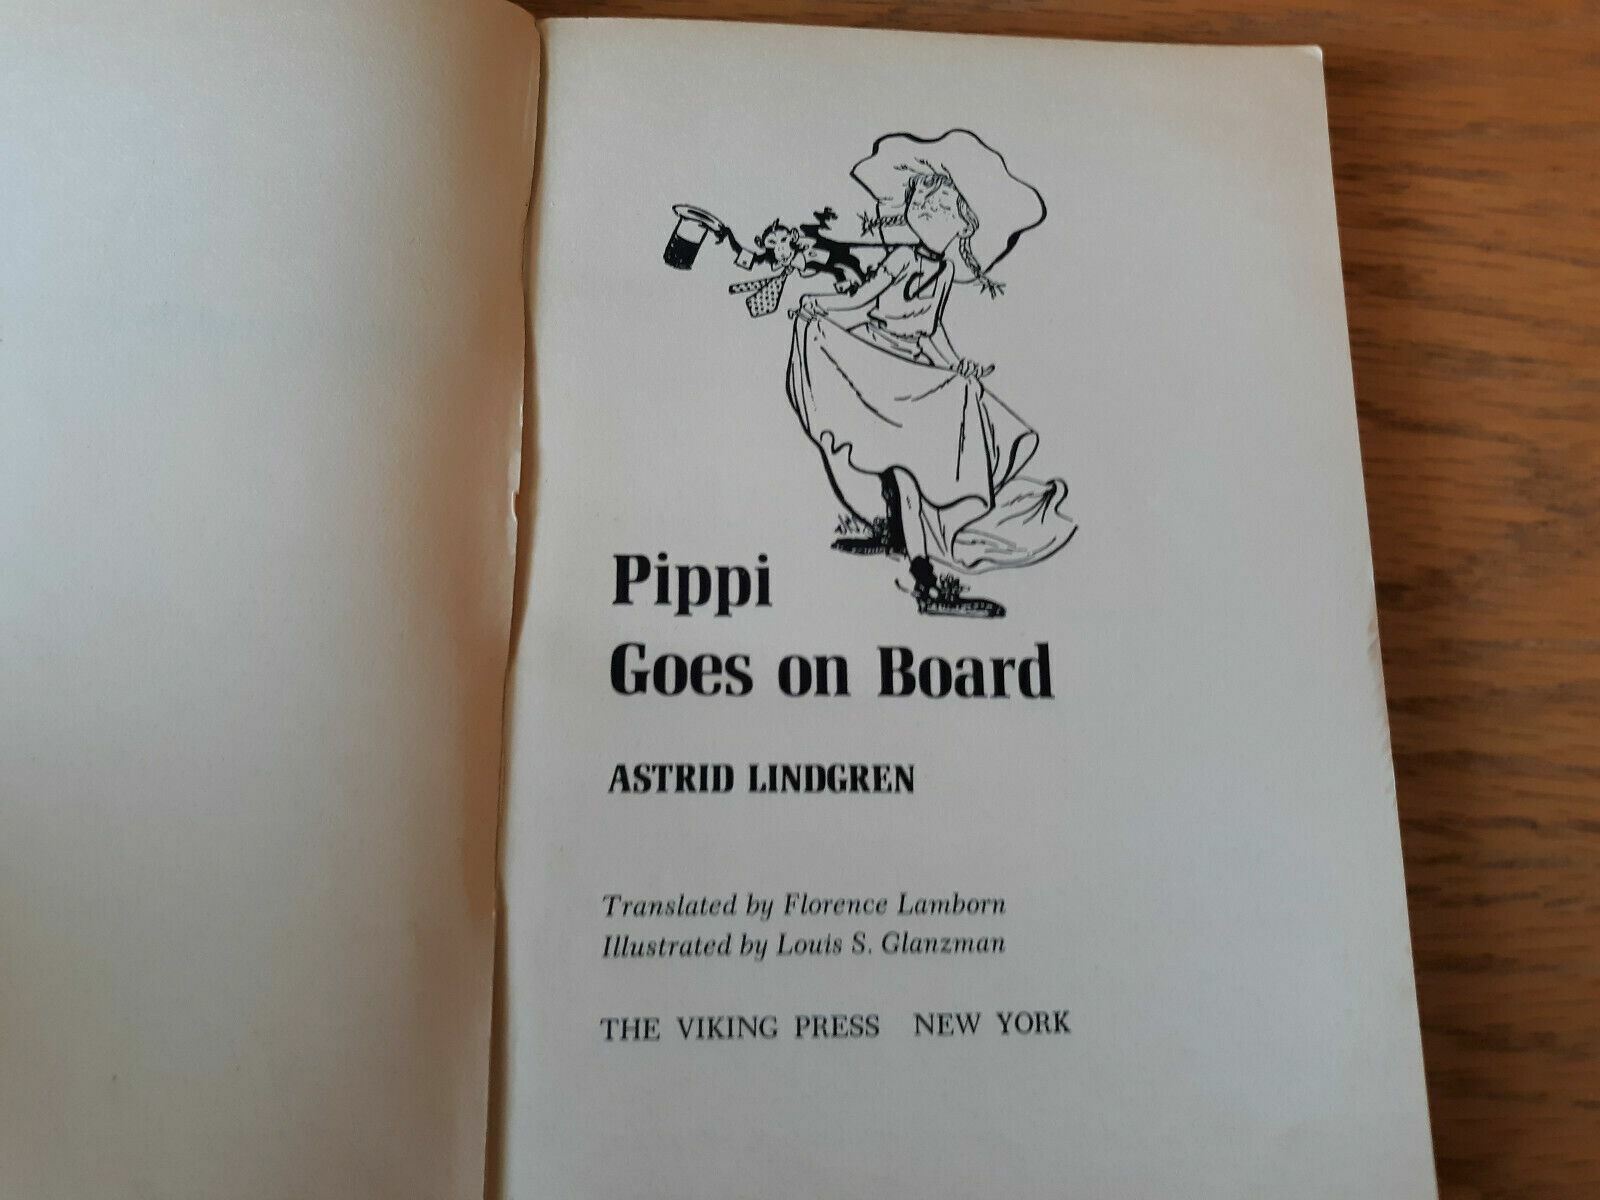 Pippi
Goes on Board
ASTRID LINDGREN
Translated by Florence Lamborn
Illustrated by Louis S. Glanzman
THE VIKING PRESS NEW YORK